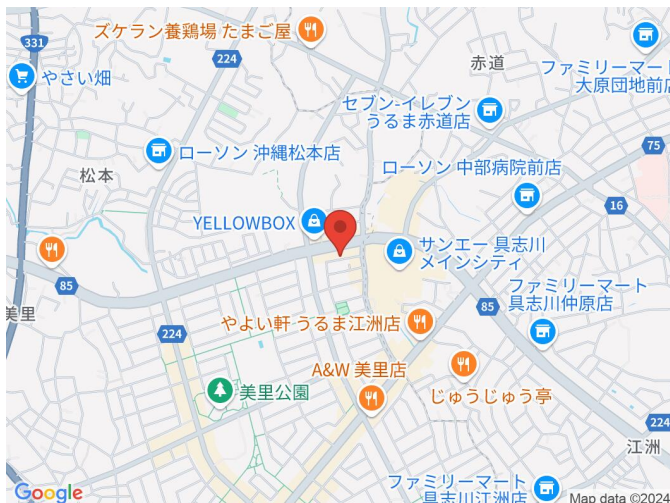 ズケラン養鶏場 たまご屋
331
やさい畑
224
赤道
ファミリーマート
大原団地前店
セブン-イレブン
うるま赤道店
ローソン 沖縄松本店
松本
ローソン 中部病院前店
75
16
YELLOWBOX
サンエー 具志川
メインシティ
85
美里
ファミリーマート
具志川仲原店
85
224
やよい軒 うるま江洲店
A&W 美里店
美里公園
じゅうじゅう亭
224
江洲
ファミリーマート
具志川江洲店
Google
Map data ©2024